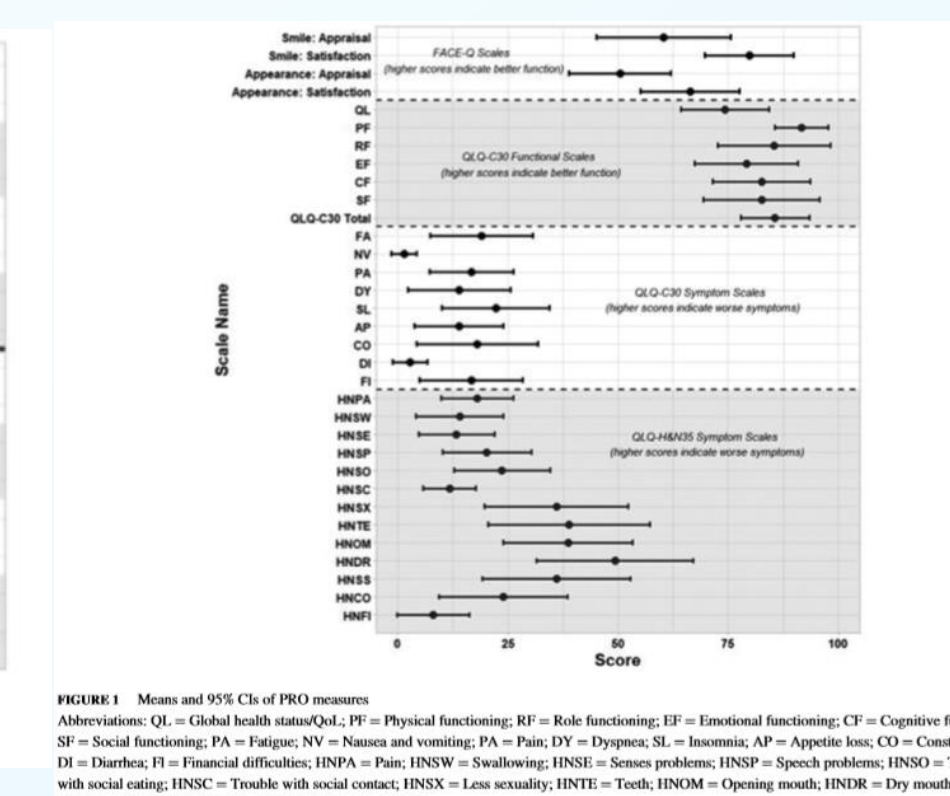 Smile: Appraisal
Smile: Satisfaction
Appearance: Appraisal
Appearance: Satisfaction
FACE-Q Scales
(higher scores indicate better function)
QL
PF
RF
EF
CF
SF
QLQ-C30 Total
QLQ-C30 Functional Scales
(higher scores indicate better function)
FA
NV
PA
DY
SL
AP
CO
DI
FI
QLQ-C30 Symptom Scales
(higher scores indicate worse symptoms)
HNPA
HNSW
HNSE
HNSP
HNSO
HNSC
HNSX
HNTE
HNOM
HNDR
HNSS
HNCO
HNFI
QLQ-H&N35 Symptom Scales
(higher scores indicate worse symptoms)
Scale Name
0 25 50 75 100
Score
FIGURE 1 Means and 95% CIs of PRO measures
Abbreviations: QL = Global health status/QoL; PF = Physical functioning; RF = Role functioning; EF = Emotional functioning; CF = Cognitive
SF = Social functioning; PA = Fatigue; NV = Nausea and vomiting; PA = Pain; DY = Dyspnea; SL = Insomnia; AP = Appetite loss; CO =
DI = Diarrhea; FI = Financial difficulties; HNPA = Pain; HNSW = Swallowing; HNSE = Senses problems; HNSP = Speech problems; HNSO =
with social eating; HNSC = Trouble with social contact; HNSX = Less sexuality; HNTE = Teeth; HNOM = Opening mouth; HNDR = Dry